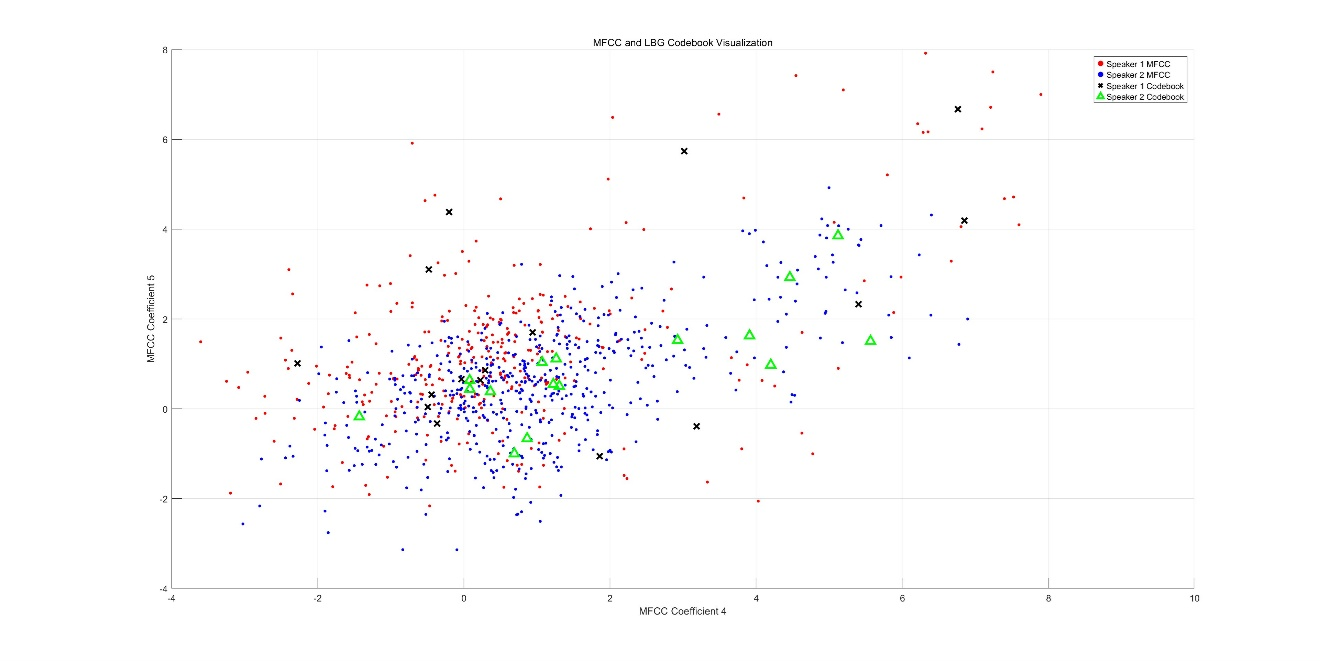 MFCC and LBG Codebook Visualization
Speaker 1 MFCC
Speaker 2 MFCC
Speaker 1 Codebook
Speaker 2 Codebook
8
6
4
2
0
-2
-4
MFCC Coefficient 5
-4
-2
0
2
4
6
8
10
MFCC Coefficient 4